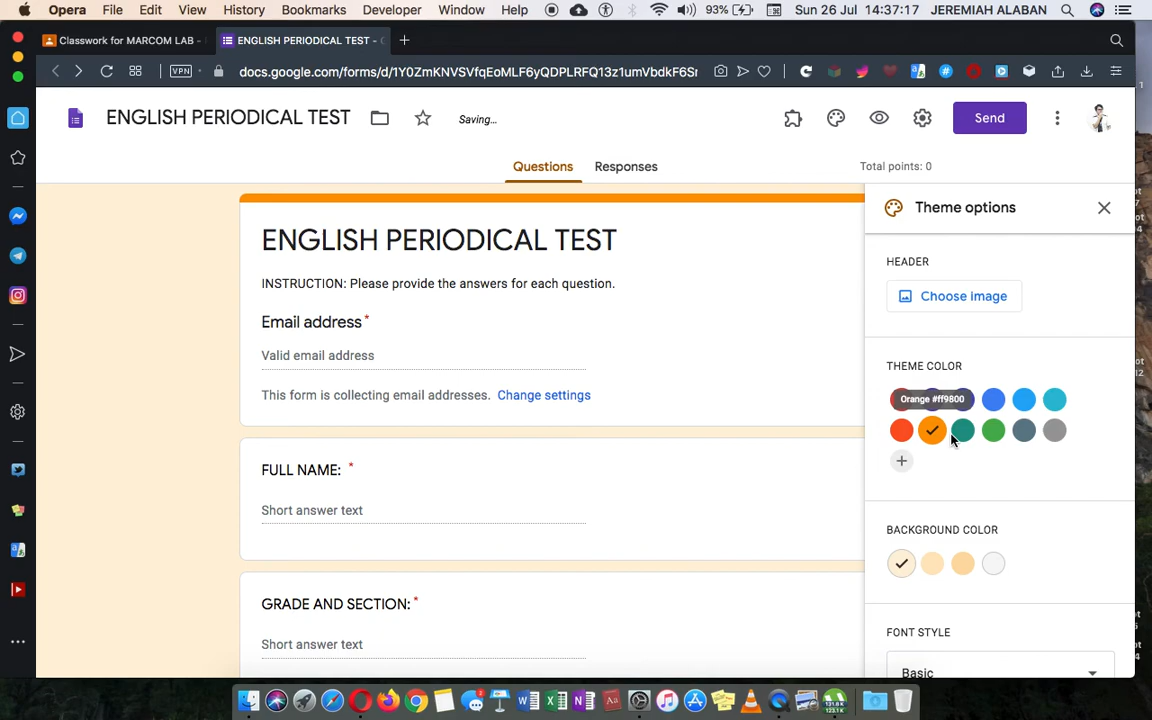 Opera File Edit View History Bookmarks Developer Window Help 93% Sun 26 Jul 14:37:17 JEREMIAH ALABAN
Classwork for MARCOM LAB -
ENGLISH PERIODICAL TEST -
VPN docs.google.com/forms/d/1Y0ZmKNVSVfqEoMLF6yQDPLRFQ13z1umVbdkF6Sr
ENGLISH PERIODICAL TEST Saving... Send
Questions Responses Total points: 0
Theme options
ENGLISH PERIODICAL TEST
INSTRUCTION: Please provide the answers for each question.
Email address*
Valid email address
This form is collecting email addresses. Change settings
FULL NAME: *
Short answer text
GRADE AND SECTION: *
Short answer text
HEADER
Choose image
THEME COLOR
Orange #ff9800
BACKGROUND COLOR
FONT STYLE
Basic